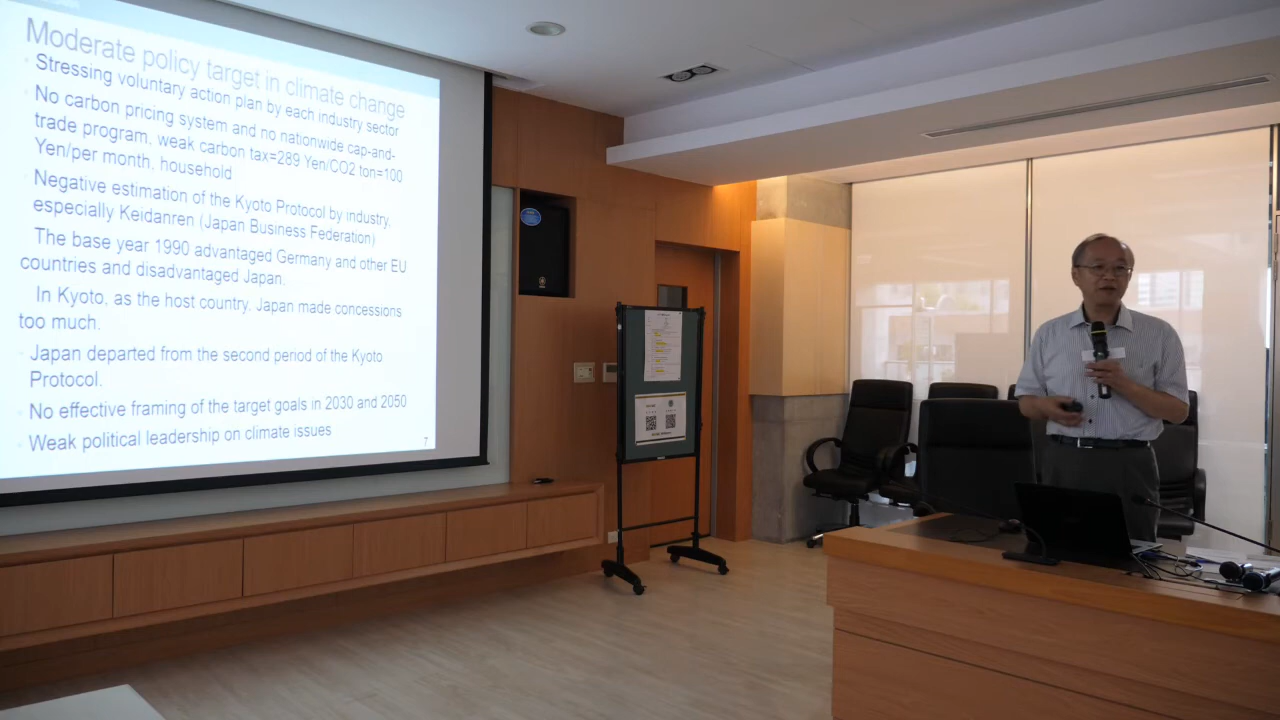 Moderate policy target in climate change
Stressing voluntary action plan by each industry sector
No carbon pricing system and no nationwide cap-and-
trade program, weak carbon tax=289 Yen/CO2 ton=100
Yen/per month, household
Negative estimation of the Kyoto Protocol by industry,
especially Keidanren (Japan Business Federation)
The base year 1990 advantaged Germany and other EU
countries and disadvantaged Japan.
In Kyoto, as the host country, Japan made concessions
too much.
Japan departed from the second period of the Kyoto
Protocol.
No effective framing of the target goals in 2030 and 2050
Weak political leadership on climate issues
7